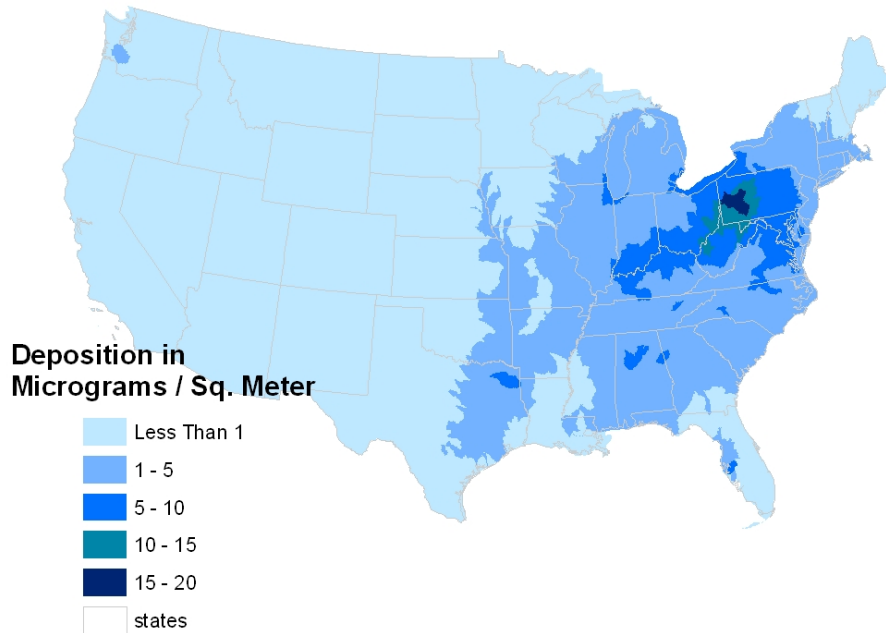 Deposition in
Micrograms / Sq. Meter
Less Than 1
1 - 5
5 - 10
10 - 15
15 - 20
states